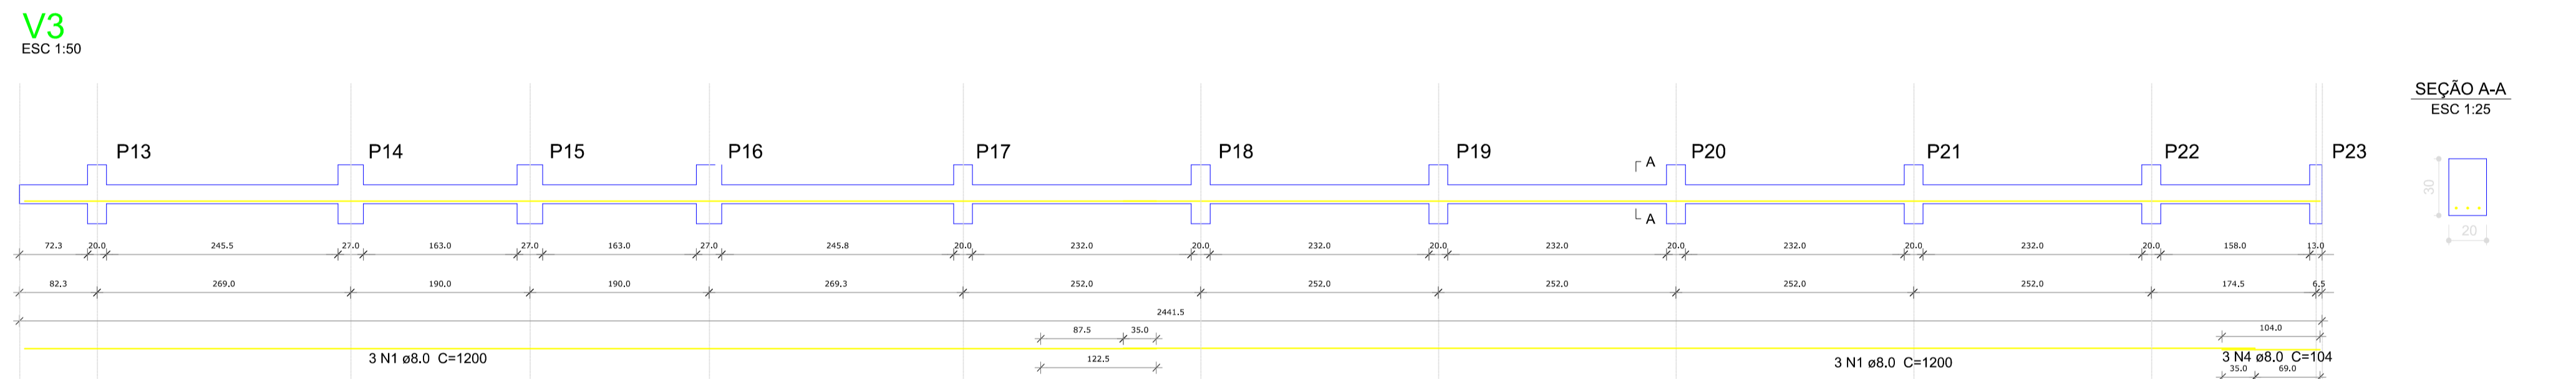 V3
ESC 1:50
SEÇÃO A-A
ESC 1:25
P13 P14 P15 P16 P17 P18 P19 P20 P21 P22 P23
A
A
30
20
72.3 20.0 245.5 27.0 163.0 27.0 163.0 27.0 245.8 20.0 232.0 20.0 232.0 20.0 232.0 20.0 232.0 20.0 232.0 20.0 158.0 13.0
82.3 269.0 190.0 190.0 269.3 252.0 252.0 252.0 252.0 252.0 174.5 6.5
2441.5
87.5 35.0 104.0
3 N1 ø8.0 C=1200 122.5 3 N1 ø8.0 C=1200 3 N4 ø8.0 C=104
35.0 69.0